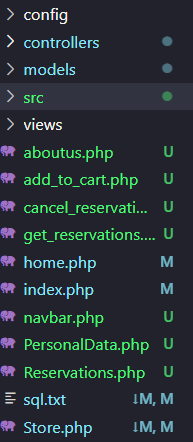 config
controllers
models
src
views
aboutus.php U
add_to_cart.php U
cancel_reservati... U
get_reservations.... U
home.php M
index.php M
navbar.php U
PersonalData.php U
Reservations.php U
sql.txt ↓M, M
Store.php ↓M, M